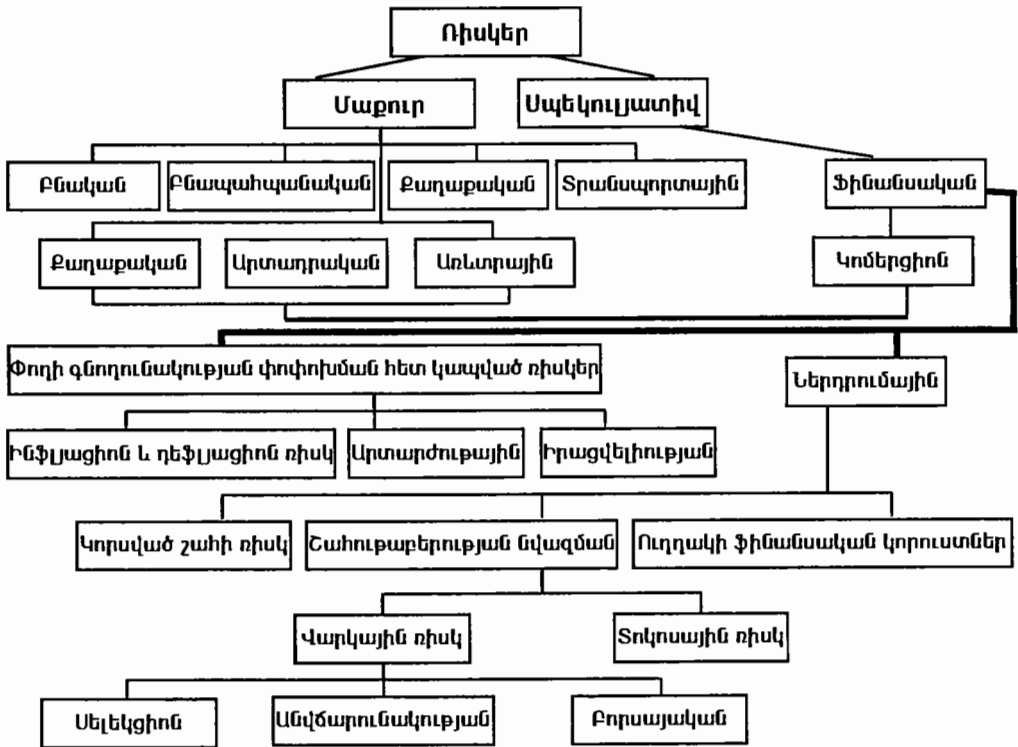 Ռիսկեր
Մաքուր
Սպեկուլյատիվ
Բնական
Բնապահպանական
Քաղաքական
Տրանսպորտային
Ֆինանսական
Քաղաքական
Արտադրական
Առևտրային
Կոմերցիոն
Փողի գնողունակության փոփոխման հետ կապված ռիսկեր
Ներդրումային
Ինֆլյացիոն և դեֆլյացիոն ռիսկ
Արտարժութային
Իրացվելիության
Կորսված շահի ռիսկ
Շահութաբերության նվազման
Ուղղակի ֆինանսական կորուստներ
Վարկային ռիսկ
Տոկոսային ռիսկ
Սելեկցիոն
Անվճարունակության
Բորսայական